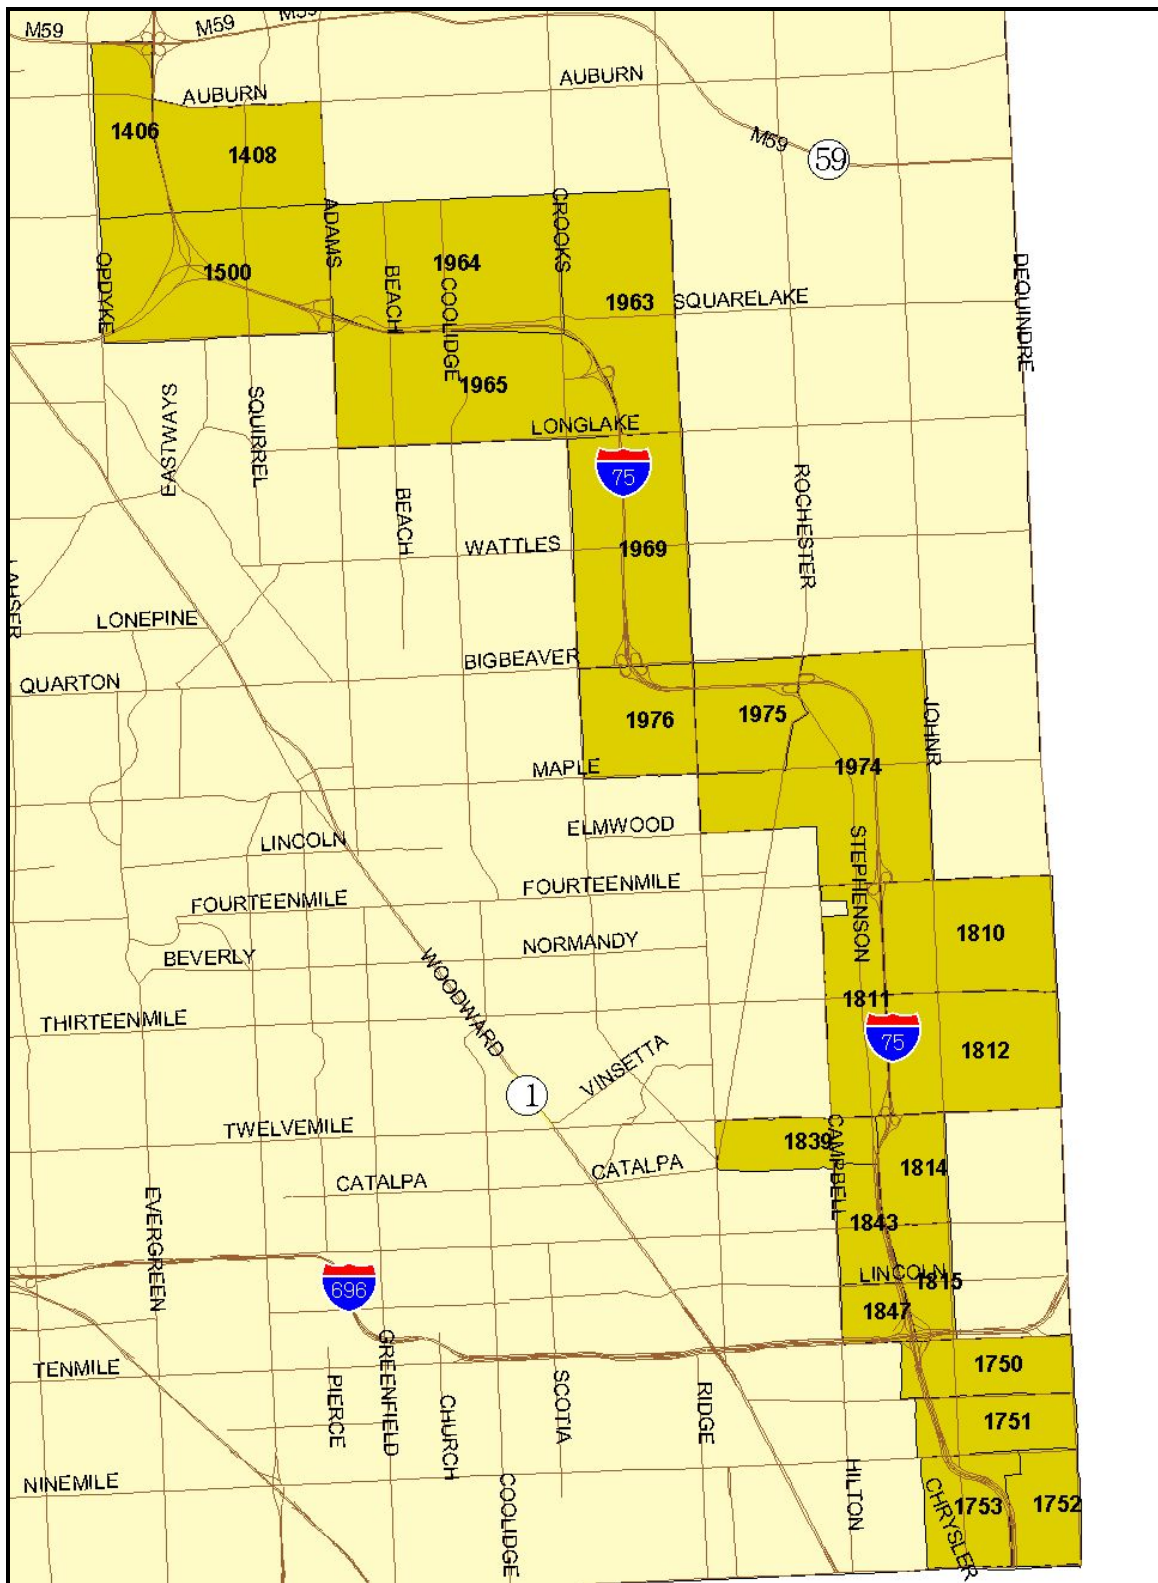 M59
M59
M59
AUBURN
AUBURN
1406
1408
M59
59
ADAMS
CROOKS
OPDYKE
1500
BEACH
1964
COOLIDGE
1963
SQUARELAKE
DEQUINDRE
EASTWAYS
SQUIRREL
1965
LONGLAKE
75
BEACH
WATTLES
1969
ROCHESTER
LAHSER
LONEPINE
BIGBEAVER
QUARTON
1976
1975
JOHNR
MAPLE
1974
ELMWOOD
LINCOLN
STEPHENSON
FOURTEENMILE
FOURTEENMILE
BEVERLY
NORMANDY
1810
WOODWARD
1811
THIRTEENMILE
75
1812
VINSETTA
1
TWELVEMILE
1839
CAMPBELL
CATALPA
CATALPA
1814
EVERGREEN
1843
LINCOLN
1815
696
1847
TENMILE
PIERCE
GREENFIELD
CHURCH
SCOTIA
RIDGE
1750
1751
NINEMILE
COOLIDGE
HILTON
CHRYSLER
1753
1752